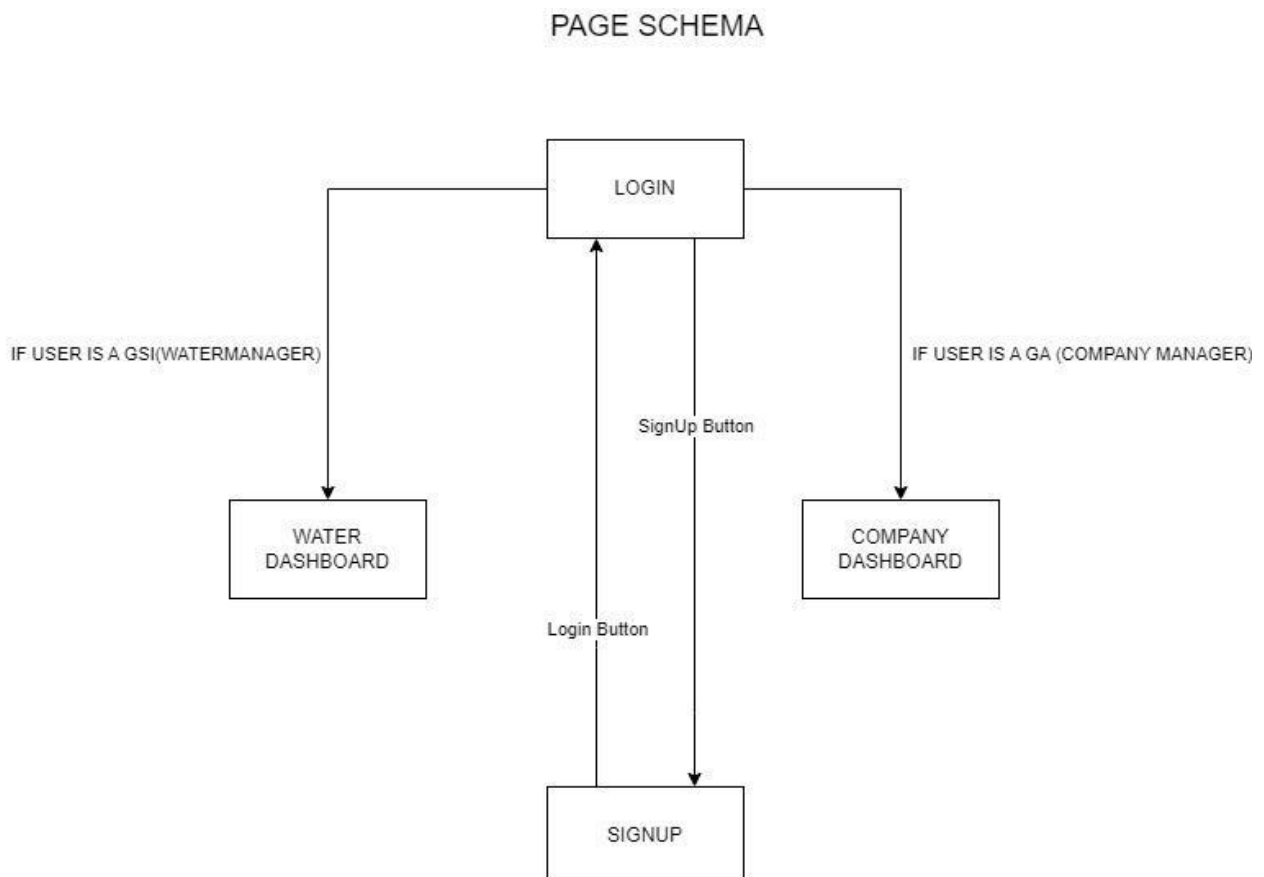 PAGE SCHEMA
LOGIN
IF USER IS A GSI(WATERMANAGER)
IF USER IS A GA (COMPANY MANAGER)
SignUp Button
WATER
DASHBOARD
COMPANY
DASHBOARD
Login Button
SIGNUP